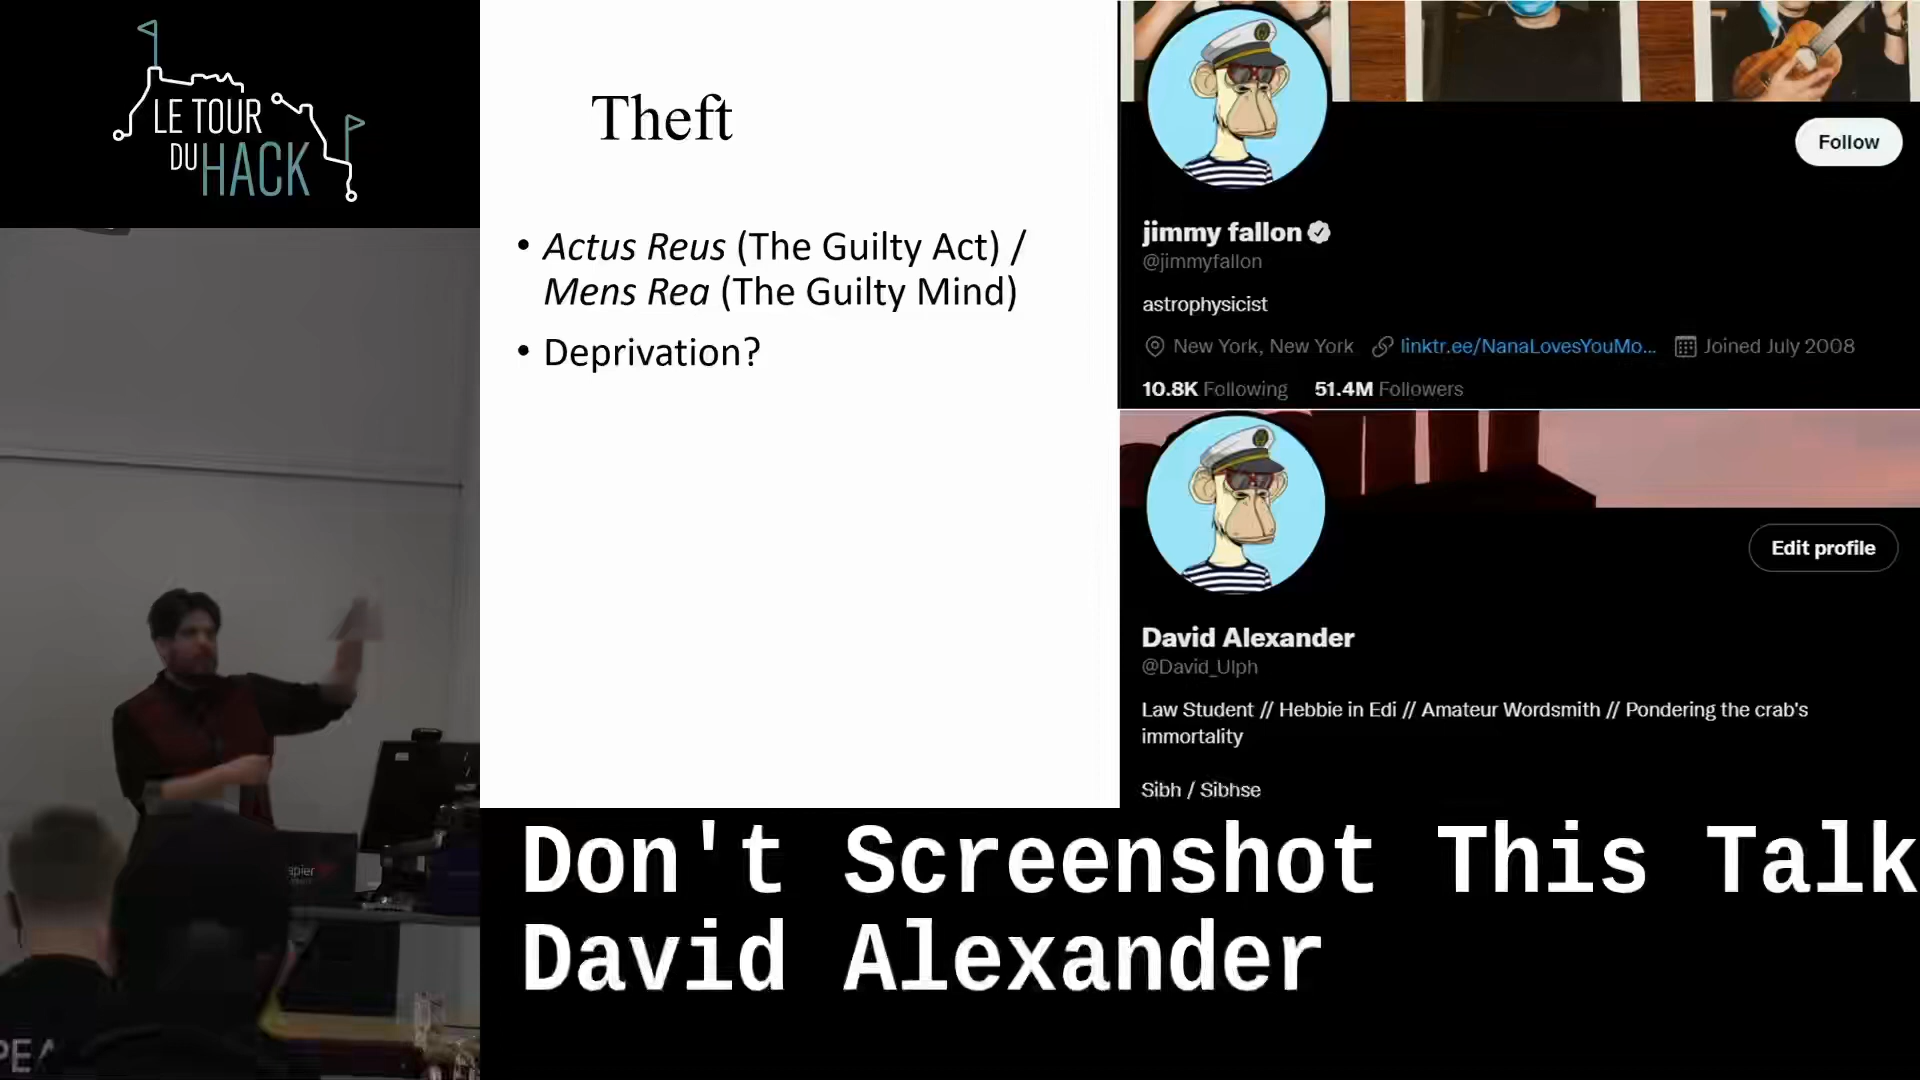 LE TOUR
DU HACK
Theft
• Actus Reus (The Guilty Act) /
Mens Rea (The Guilty Mind)
• Deprivation?
Follow
jimmy fallon
@jimmyfallon
astrophysicist
New York, New York linktr.ee/NanaLovesYouMo... Joined July 2008
10.8K Following 51.4M Followers
Edit profile
David Alexander
@David_Ulph
Law Student // Hebbie in Edi // Amateur Wordsmith // Pondering the crab's
immortality
Sibh / Sibhse
Don't Screenshot This Talk
David Alexander